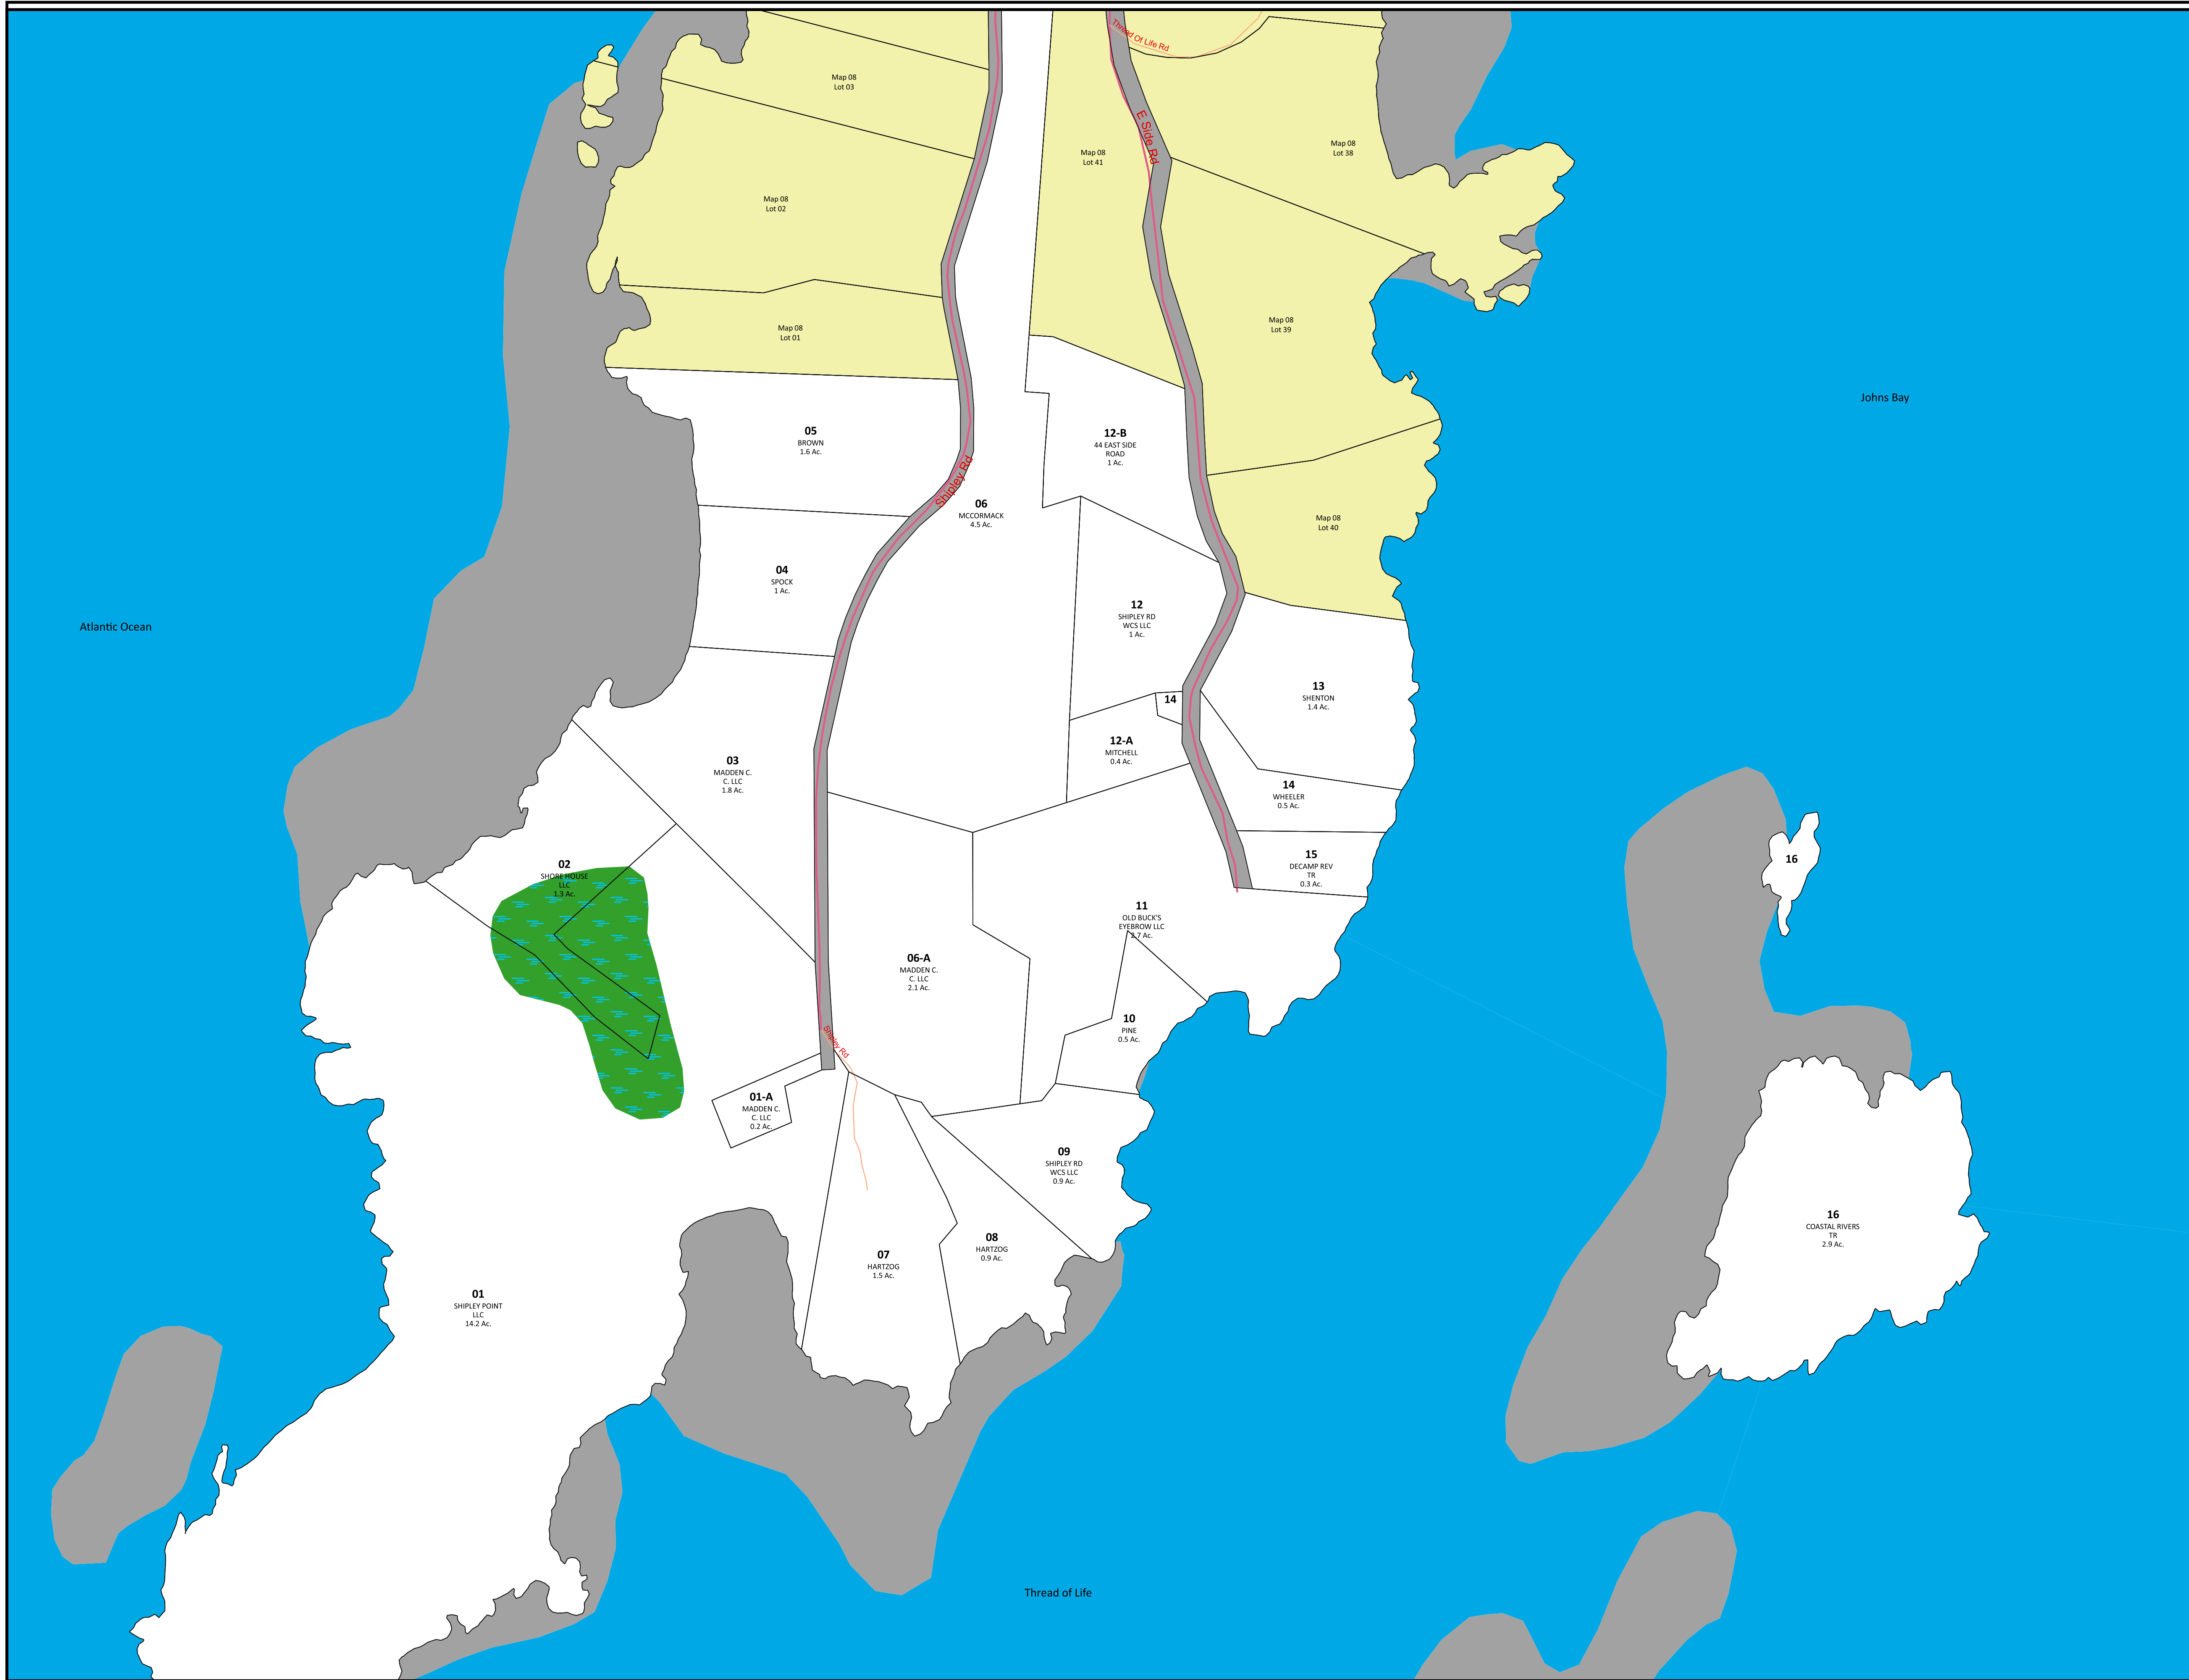 Thread Of Life Rd
Map 08
Lot 03
E Side Rd
Map 08
Lot 38
Map 08
Lot 41
Map 08
Lot 02
Map 08
Lot 39
Map 08
Lot 01
Johns Bay
05
BROWN
1.6 Ac.
12-B
44 EAST SIDE
ROAD
1 Ac.
Shipley Rd
06
MCCORMACK
4.5 Ac.
Map 08
Lot 40
04
SPOCK
1 Ac.
12
SHIPLEY RD
WCS LLC
1 Ac.
Atlantic Ocean
13
SHENTON
1.4 Ac.
14
12-A
MITCHELL
0.4 Ac.
03
MADDEN C.
C. LLC
1.8 Ac.
14
WHEELER
0.5 Ac.
15
DECAMP REV
TR
0.3 Ac.
16
02
SHORE HOUSE
LLC
1.3 Ac.
11
OLD BUCK'S
EYEBROW LLC
2.7 Ac.
06-A
MADDEN C.
C. LLC
2.1 Ac.
10
PINE
0.5 Ac.
Shipley Rd
01-A
MADDEN C.
C. LLC
0.2 Ac.
09
SHIPLEY RD
WCS LLC
0.9 Ac.
16
COASTAL RIVERS
TR
2.9 Ac.
08
HARTZOG
0.9 Ac.
07
HARTZOG
1.5 Ac.
01
SHIPLEY POINT
LLC
14.2 Ac.
Thread of Life